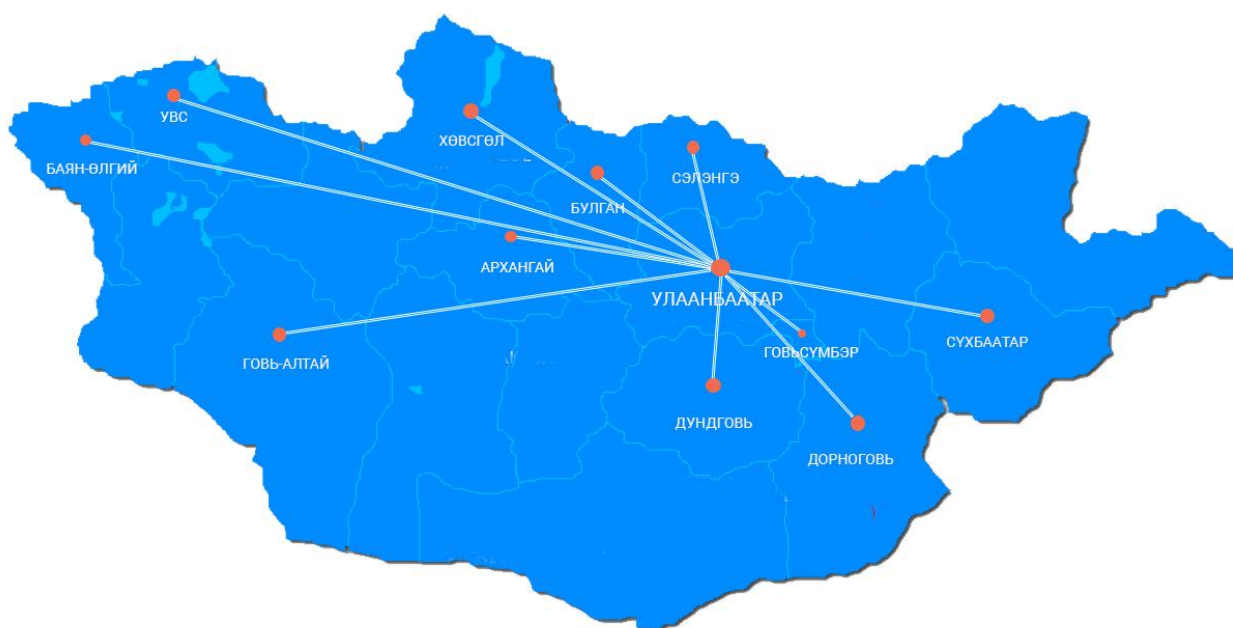 УВС
ХӨВСГӨЛ
БАЯН-ӨЛГИЙ
СЭЛЭНГЭ
БУЛГАН
АРХАНГАЙ
УЛААНБААТАР
ГОВЬ-АЛТАЙ
ГОВЬСҮМБЭР
СҮХБААТАР
ДУНДГОВЬ
ДОРНОГОВЬ